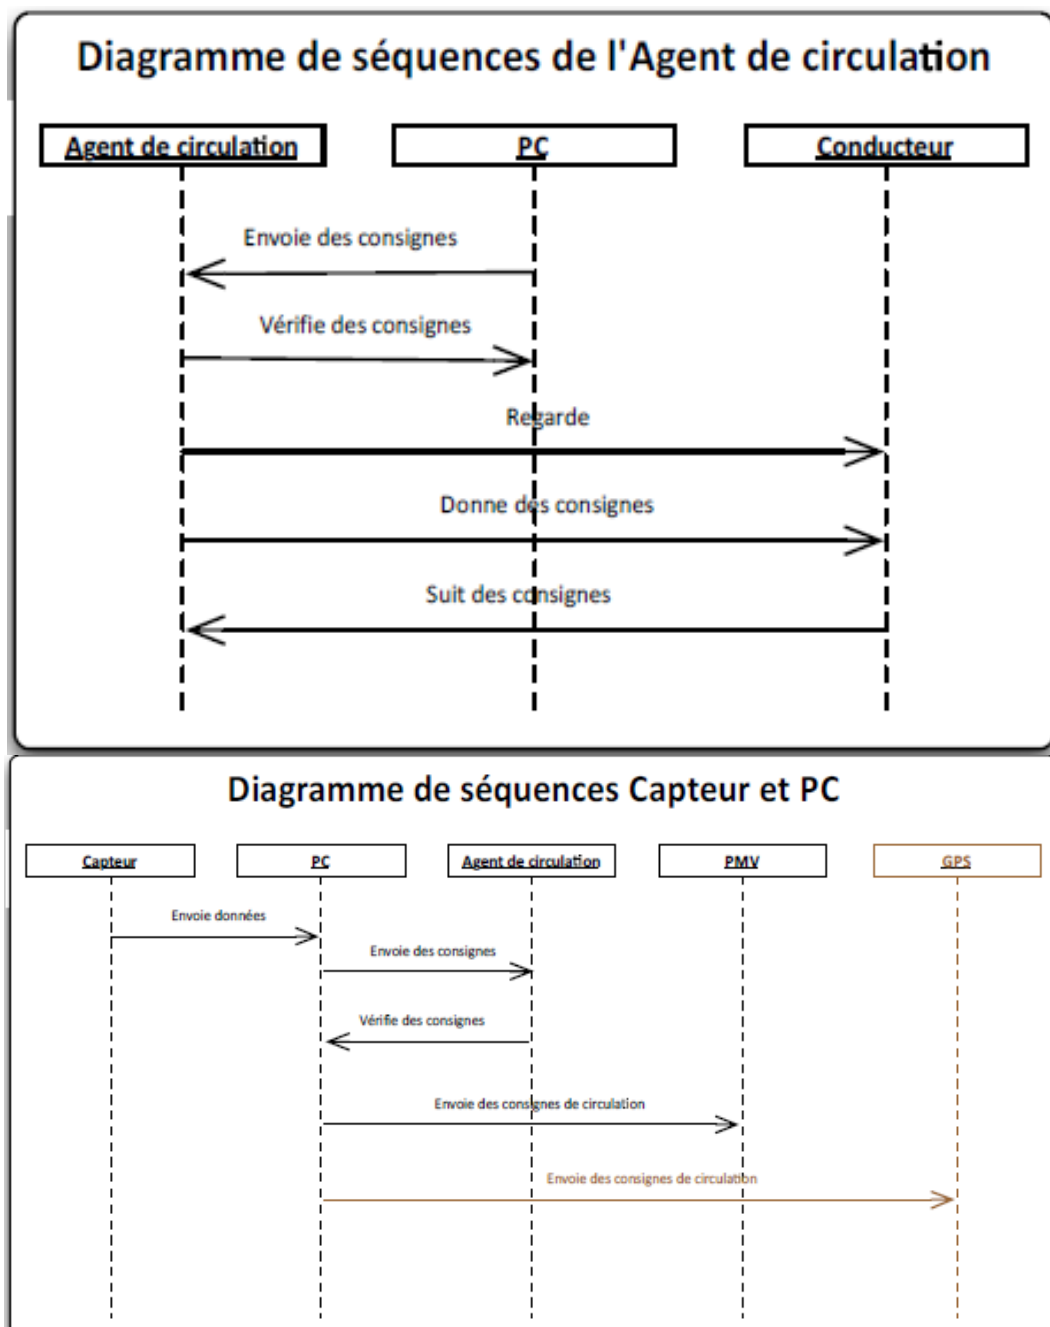 Diagramme de séquences de l'Agent de circulation
Agent de circulation
PC
Conducteur
Envoie des consignes
Vérifie des consignes
Regarde
Donne des consignes
Suit des consignes
Diagramme de séquences Capteur et PC
Capteur
PC
Agent de circulation
PMV
GPS
Envoie données
Envoie des consignes
Vérifie des consignes
Envoie des consignes de circulation
Envoie des consignes de circulation